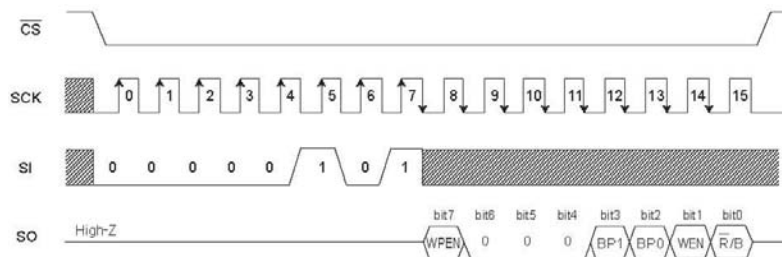 CS
SCK 0 1 2 3 4 5 6 7 8 9 10 11 12 13 14 15
SI 0 0 0 0 0 1 0 1
bit7 bit6 bit5 bit4 bit3 bit2 bit1 bit0
SO High-Z WPEN 0 0 0 BP1 BP0 WEN R/B